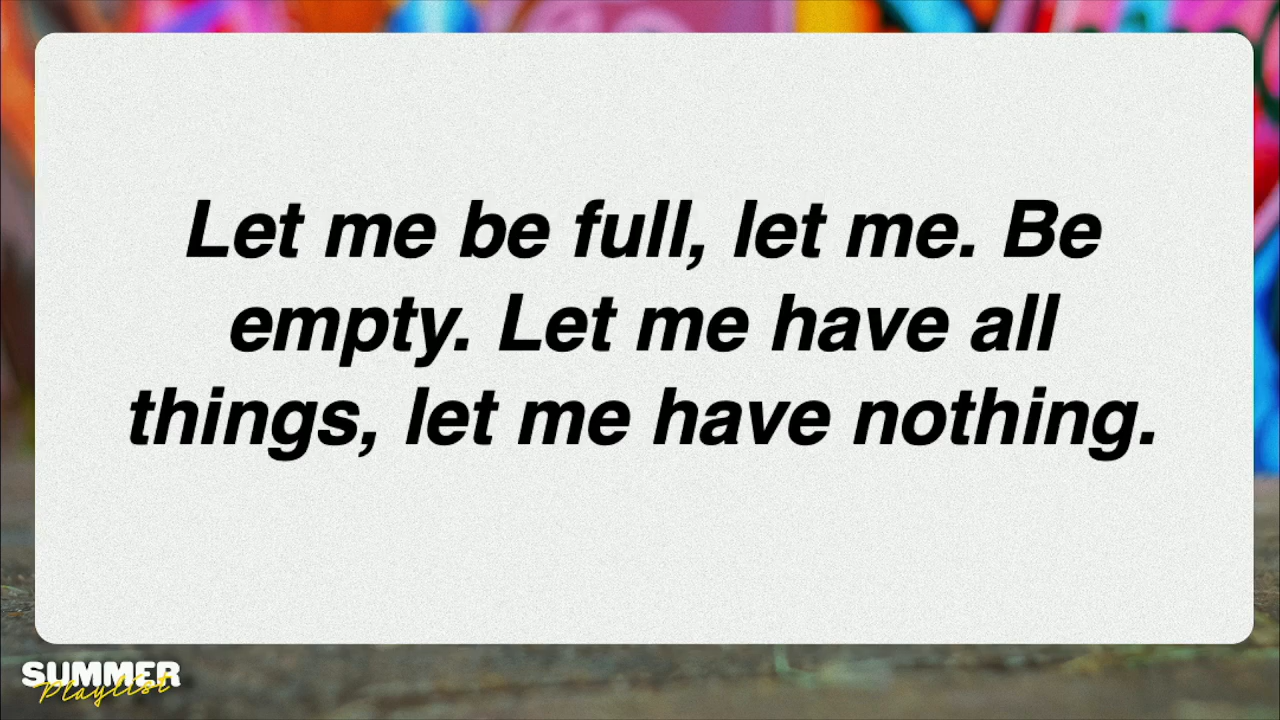 Let me be full, let me. Be
empty. Let me have all
things, let me have nothing.
SUMMER
Playlist